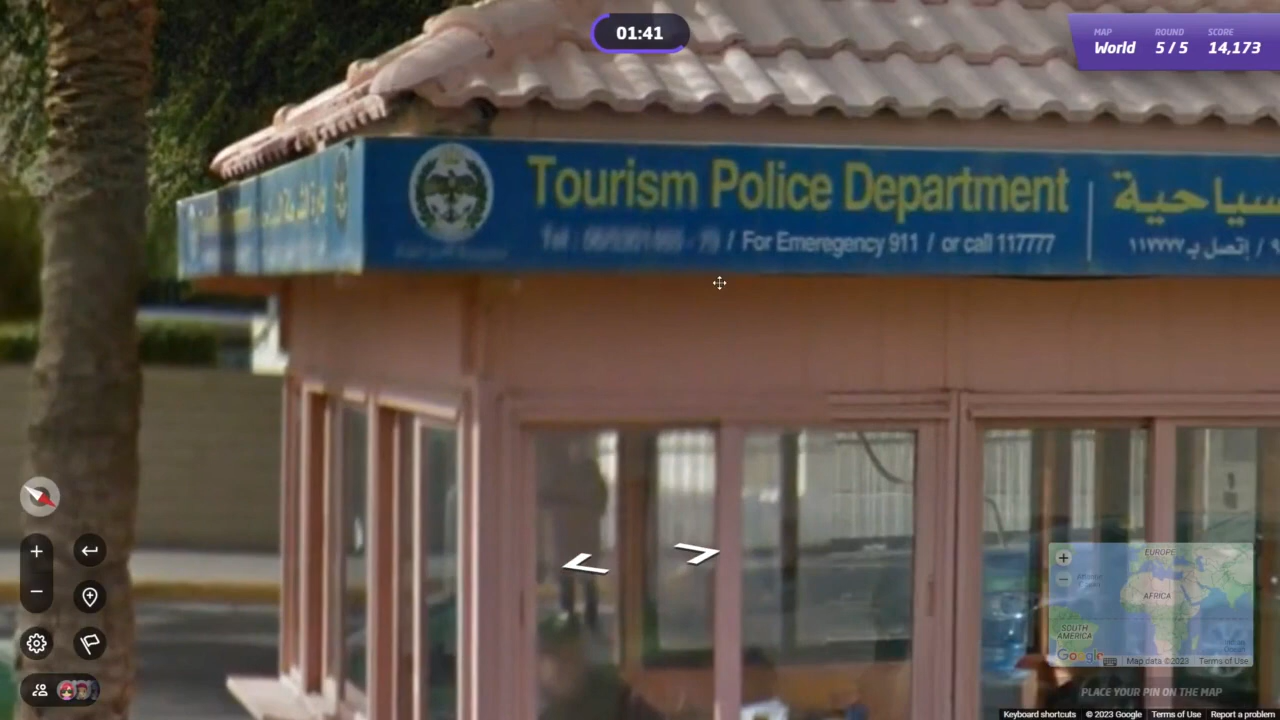 01:41
MAP
World
ROUND
5 / 5
SCORE
14,173
Tourism Police Department
سياحية
Tel : / For Emeregency 911 / or call 117777
إتصل بـ ١١٧٧٧٧
EUROPE
AFRICA
SOUTH AMERICA
Google
Map data ©2023
Terms of Use
PLACE YOUR PIN ON THE MAP
Keyboard shortcuts
© 2023 Google
Terms of Use
Report a problem